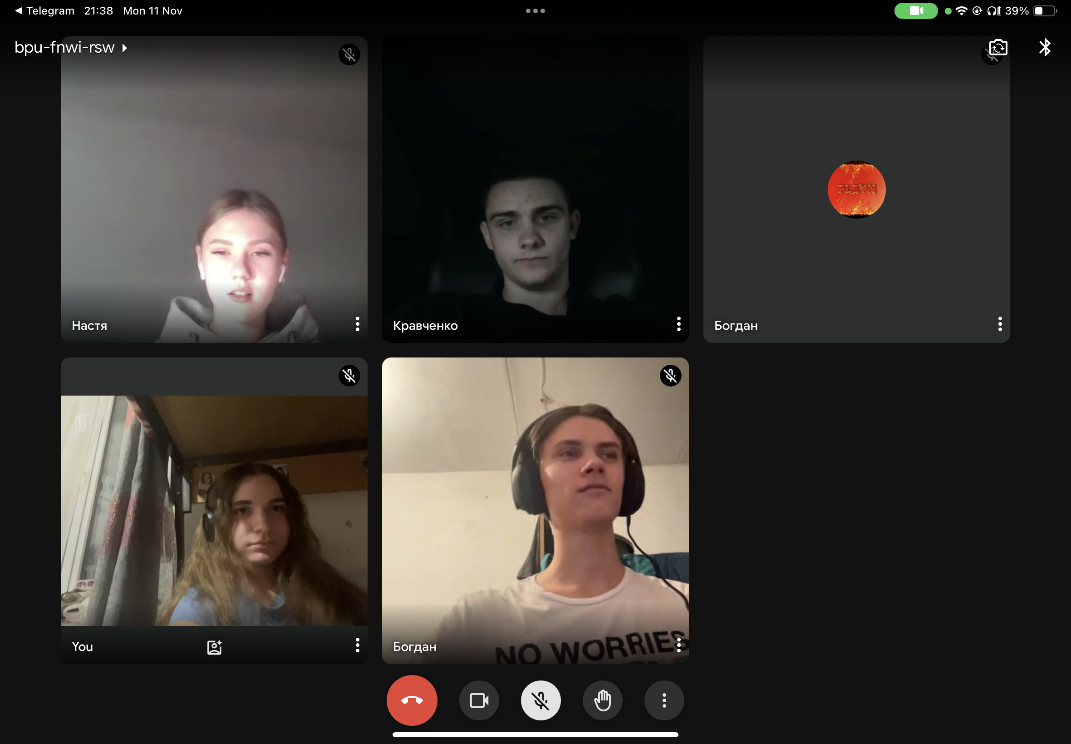 Telegram 21:38 Mon 11 Nov
39%
bpu-fnwi-rsw
Настя
Кравченко
Богдан
You
Богдан
NO WORRIES